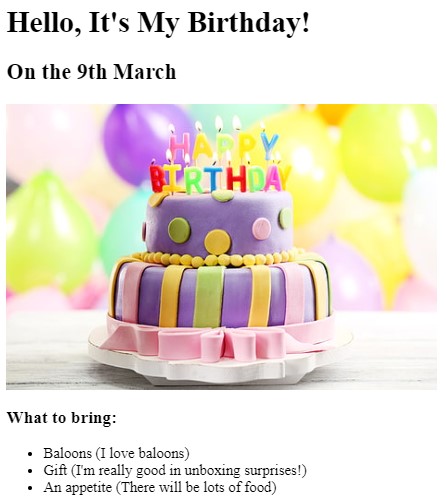 Hello, It's My Birthday!
On the 9th March
HAPPY
BIRTHDAY
What to bring:
Baloons (I love baloons)
Gift (I'm really good in unboxing surprises!)
An appetite (There will be lots of food)